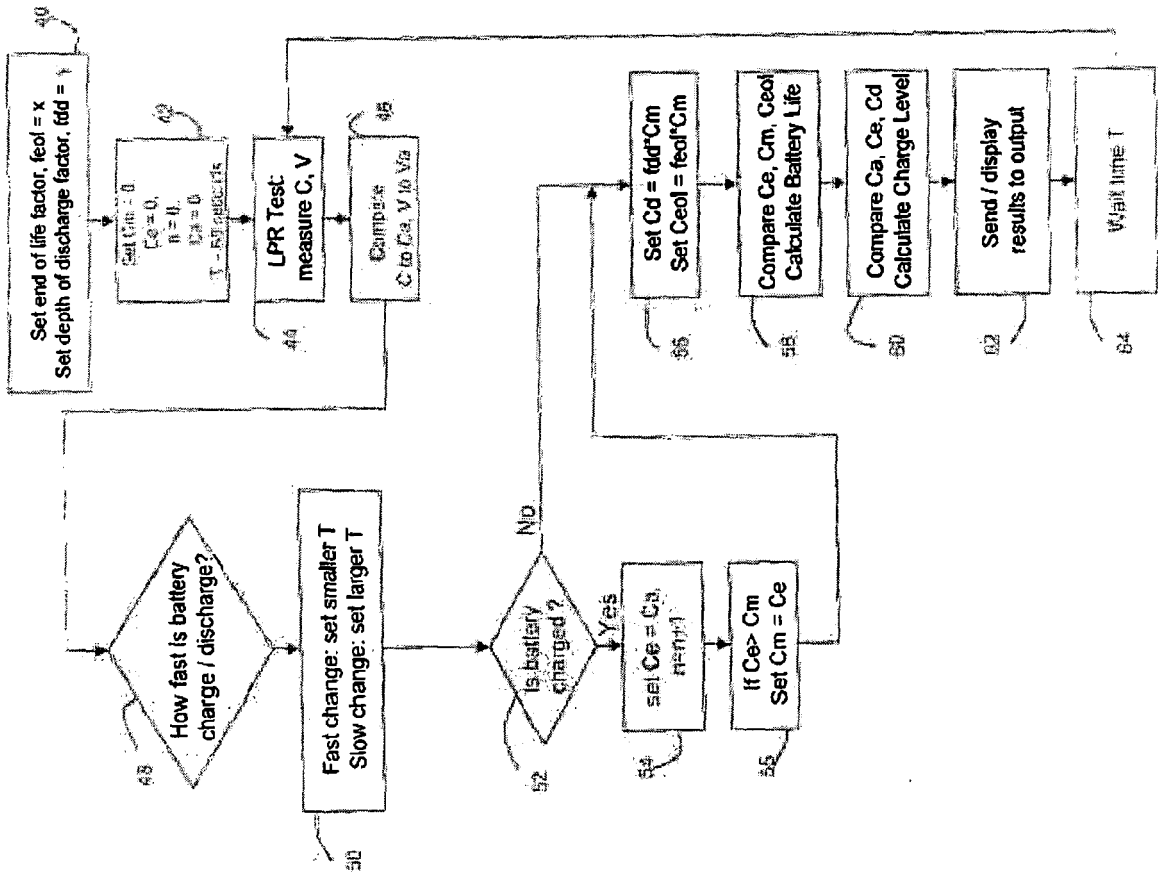 40
Set end of life factor, feol = x
Set depth of discharge factor, fdd =
42
Set Cm = 0,
Ce = 0,
n = 0,
Ca = 0
T = 60 seconds
44
LPR Test:
measure C, V
46
Compare
C to Ca, V to Va
48
How fast is battery
charge / discharge?
50
Fast change: set smaller T
Slow change: set larger T
52
Is battery
charged ?
No
Yes
54
set Ce = Ca,
n=n+1
55
If Ce> Cm
Set Cm = Ce
56
Set Cd = fdd*Cm
Set Ceol = feol*Cm
58
Compare Ce, Cm, Ceol
Calculate Battery Life
60
Compare Ca, Ce, Cd
Calculate Charge Level
62
Send / display
results to output
64
Wait time T